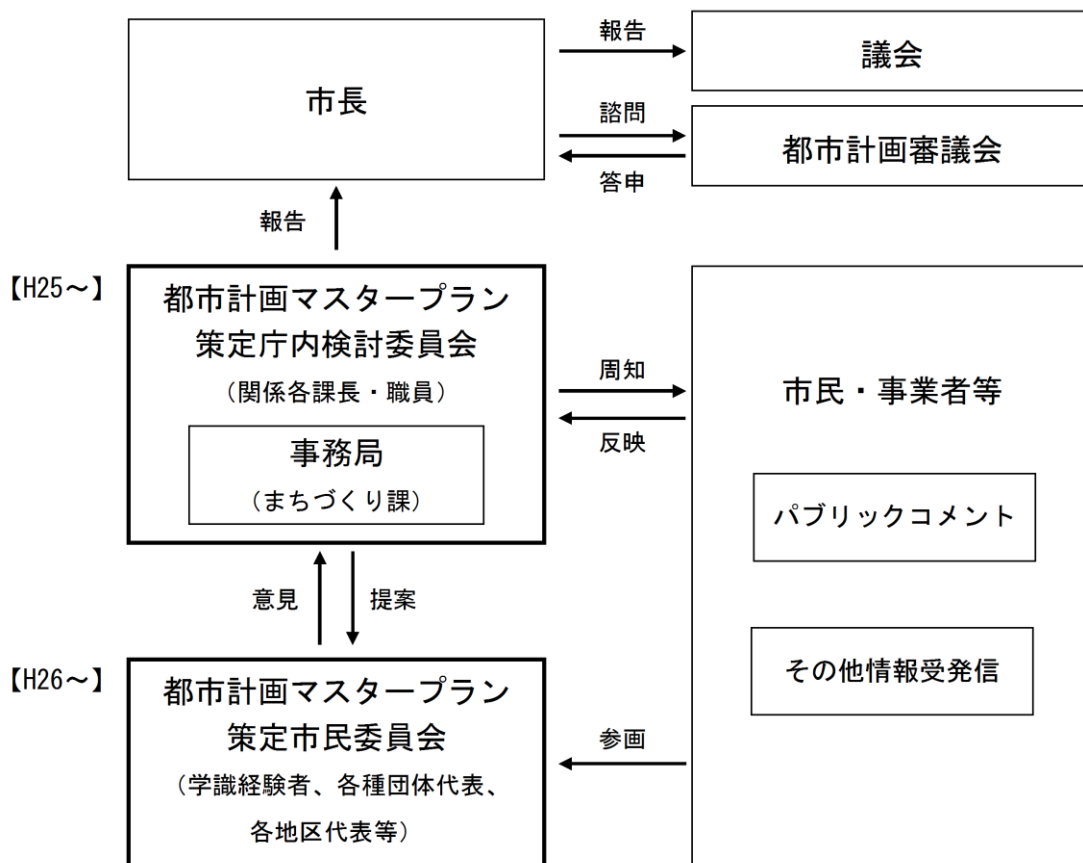 市長
報告
議会
諮問
都市計画審議会
答申
報告
【H25～】
都市計画マスタープラン
策定庁内検討委員会
（関係各課長・職員）
事務局
（まちづくり課）
周知
反映
市民・事業者等
パブリックコメント
その他情報受発信
意見
提案
【H26～】
都市計画マスタープラン
策定市民委員会
（学識経験者、各種団体代表、
各地区代表等）
参画